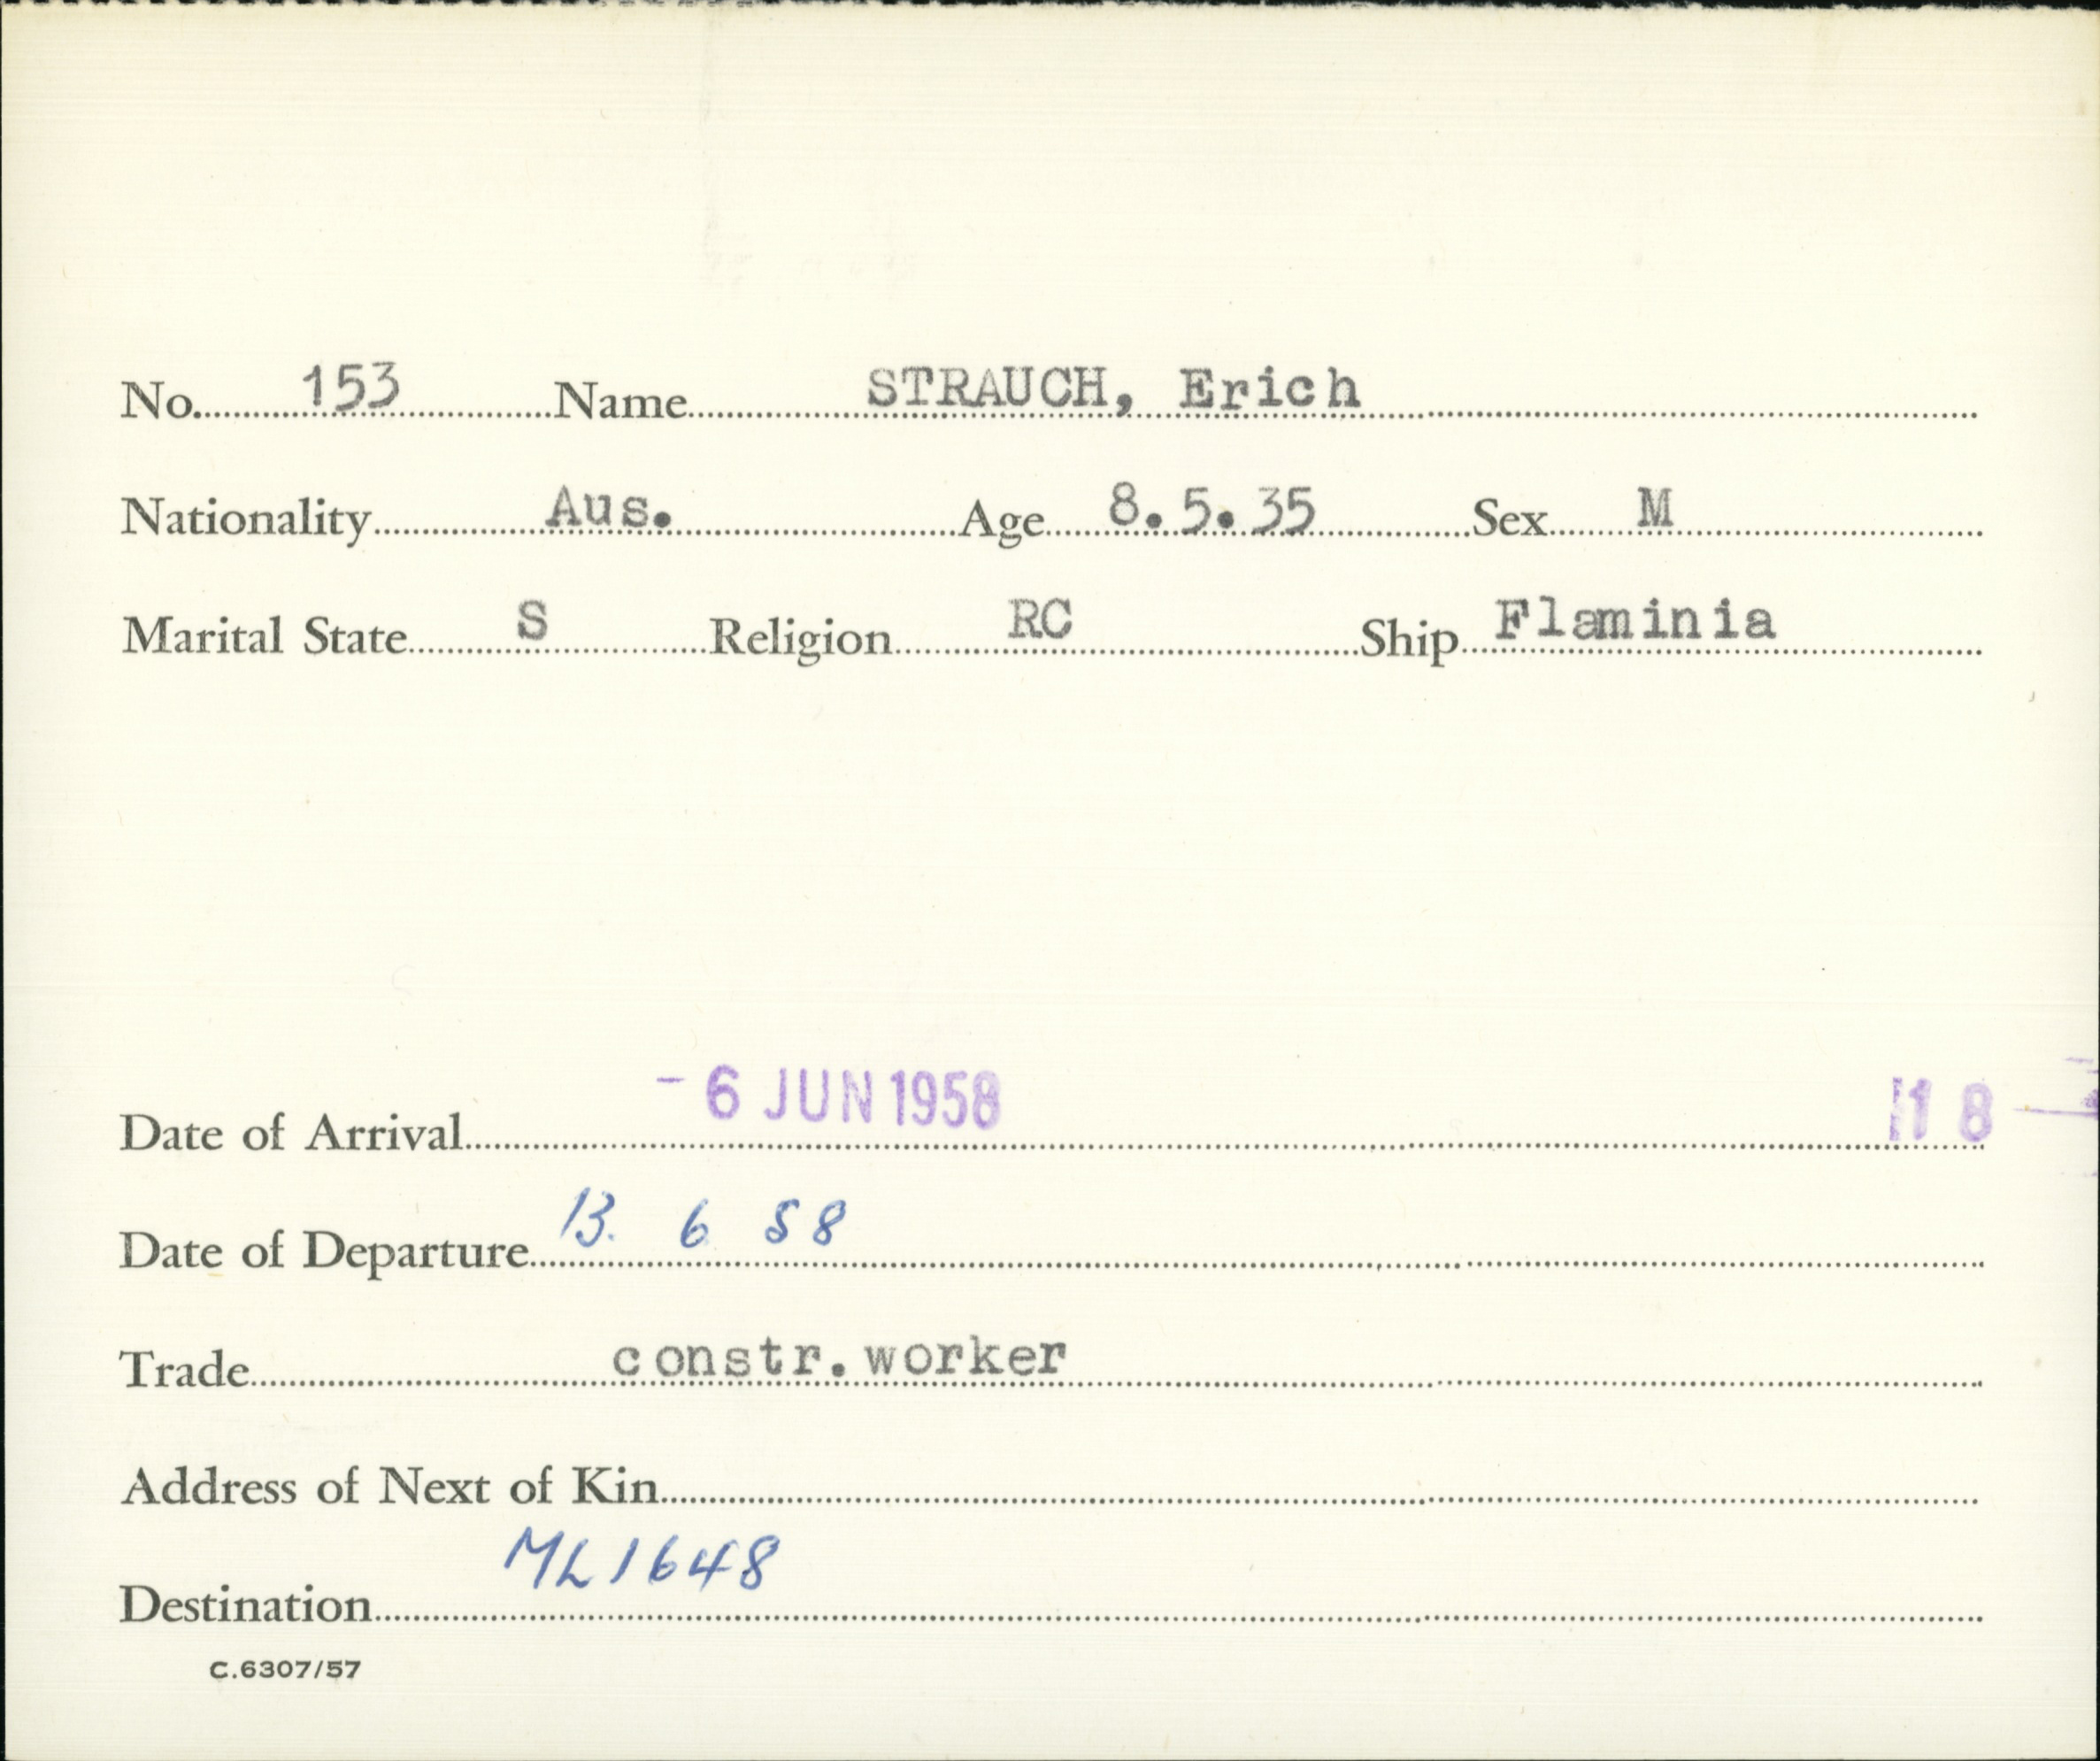 No. 153 Name STRAUCH, Erich
Nationality Aus. Age 8.5.35 Sex M
Marital State S Religion RC Ship Flaminia
Date of Arrival - 6 JUN 1958 18
Date of Departure 13. 6 58
Trade constr.worker
Address of Next of Kin
Destination ML1648
C.6307/57